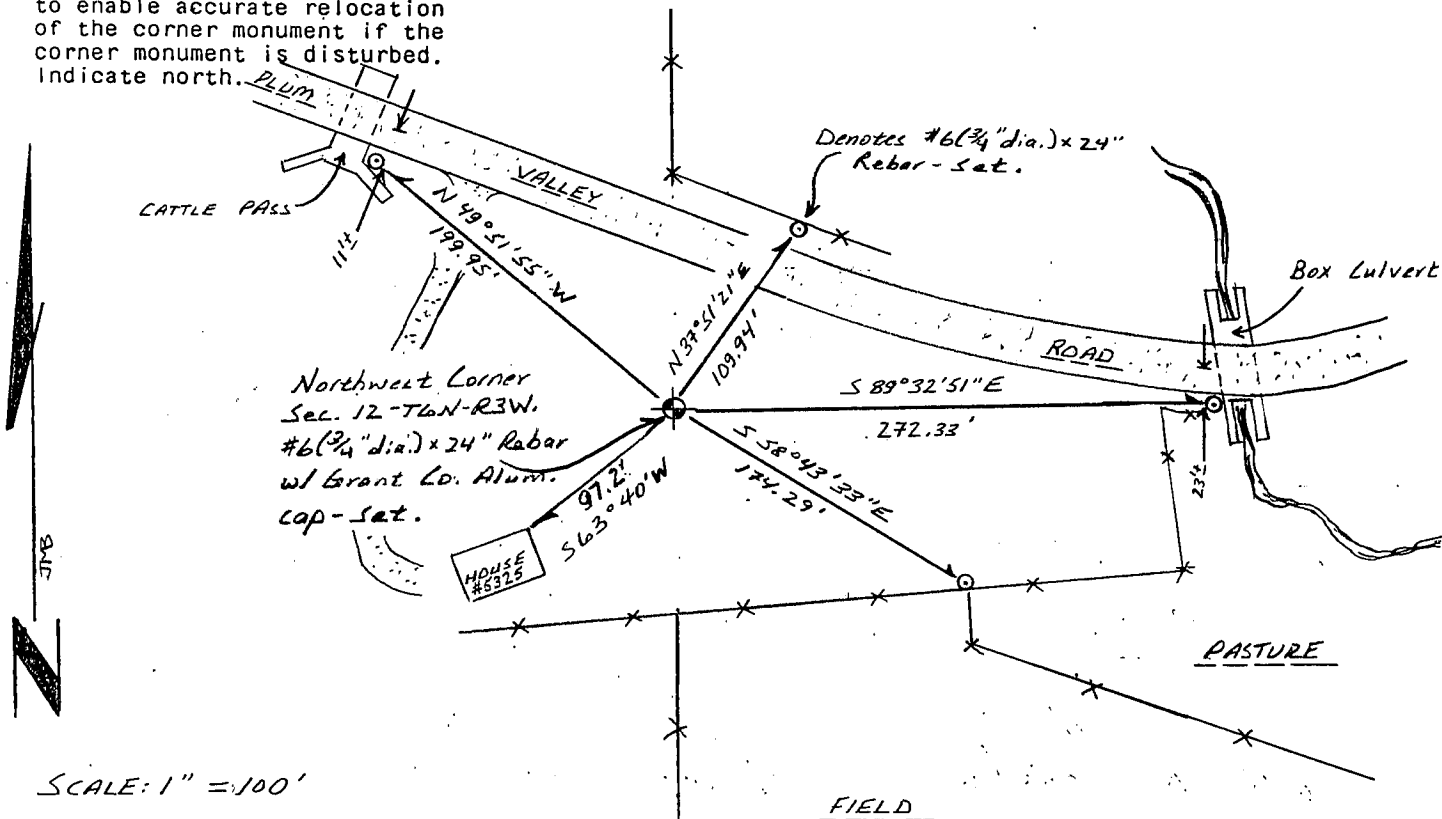 to enable accurate relocation
of the corner monument if the
corner monument is disturbed.
Indicate north.
PLUM
VALLEY
ROAD
Denotes #6(3/4"dia.)x24"
Rebar-set.
CATTLE PASS
11'±
N 49°51'55" W
199.95'
N 37°51'21"E
109.94'
Box Culvert
S 89°32'51"E
272.33'
23'±
Northwest Corner
Sec. 12-T6N-R3W.
#6(3/4"dia.)x24" Rebar
w/ Grant Co. Alum.
cap-set.
S 58°43'33"E
174.29'
97.2'
S63°40'W
HOUSE
#5325
JMB
N
PASTURE
SCALE: 1" = 100'
FIELD